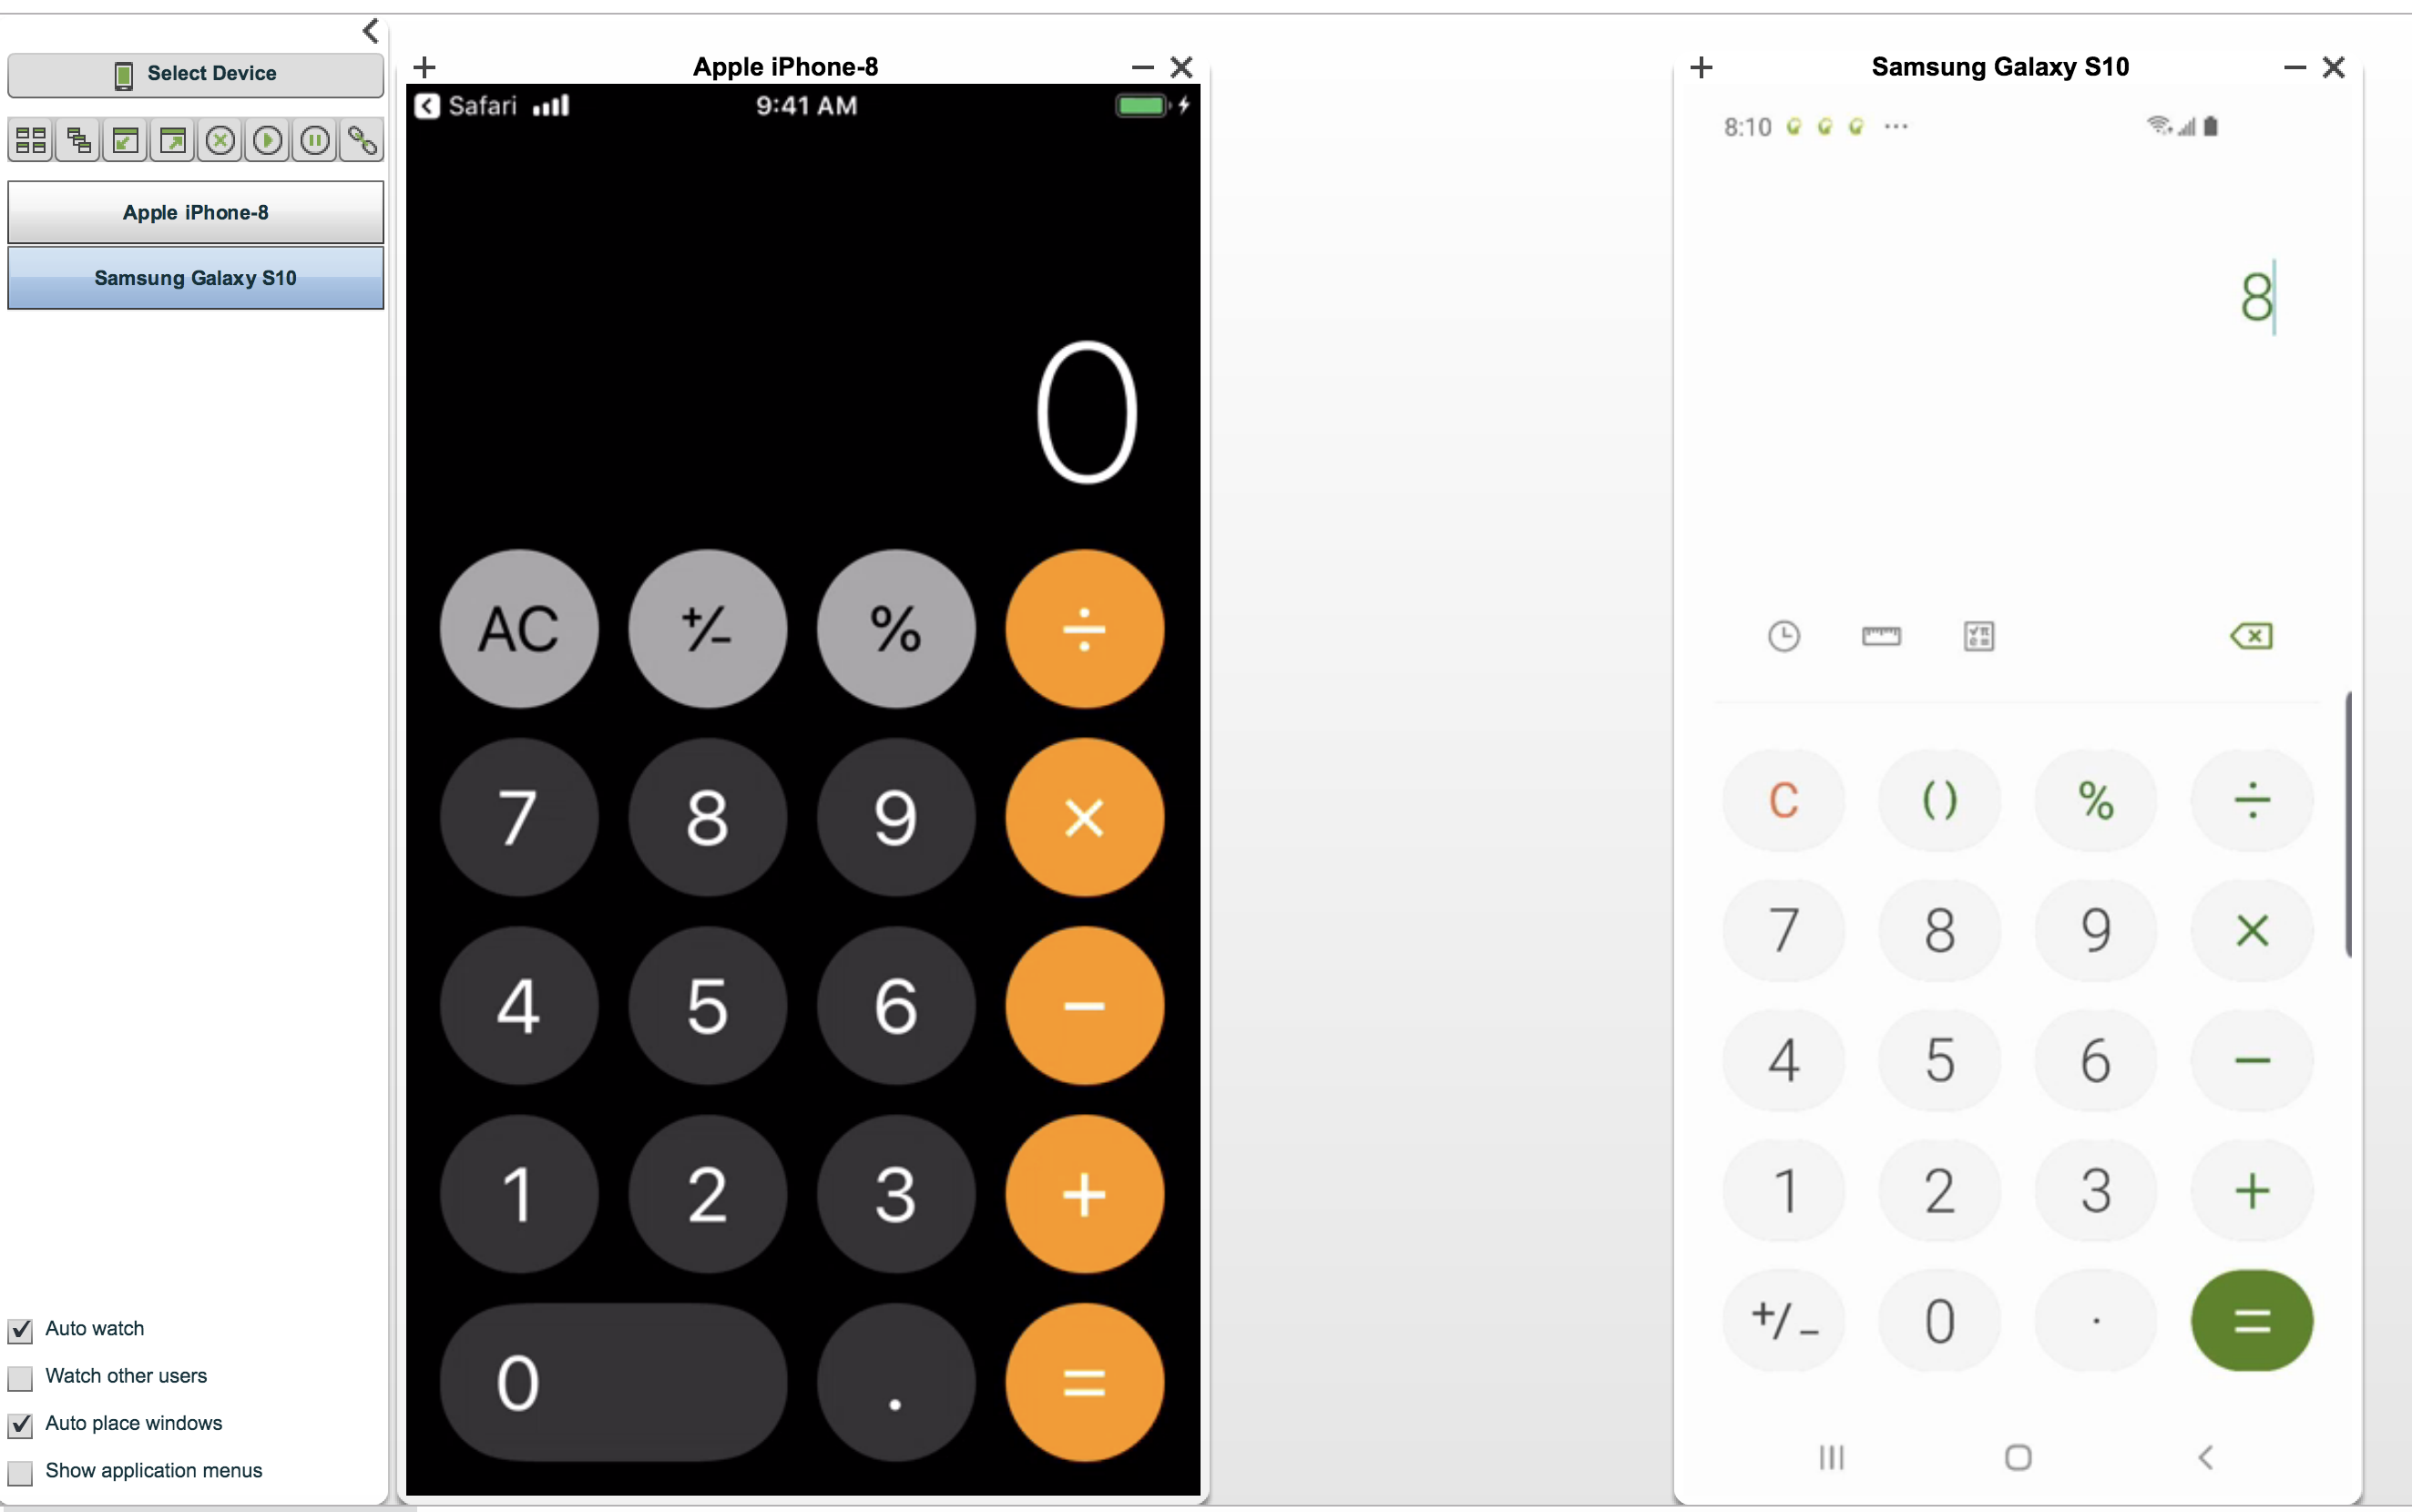 Select Device
Apple iPhone-8
Samsung Galaxy S10
Auto watch
Watch other users
Auto place windows
Show application menus
Apple iPhone-8
Safari 9:41 AM
0
AC +/− % ÷
7 8 9 ×
4 5 6 −
1 2 3 +
0 . =
Samsung Galaxy S10
8:10 ...
8
C () % ÷
7 8 9 ×
4 5 6 −
1 2 3 +
+/− 0 . =